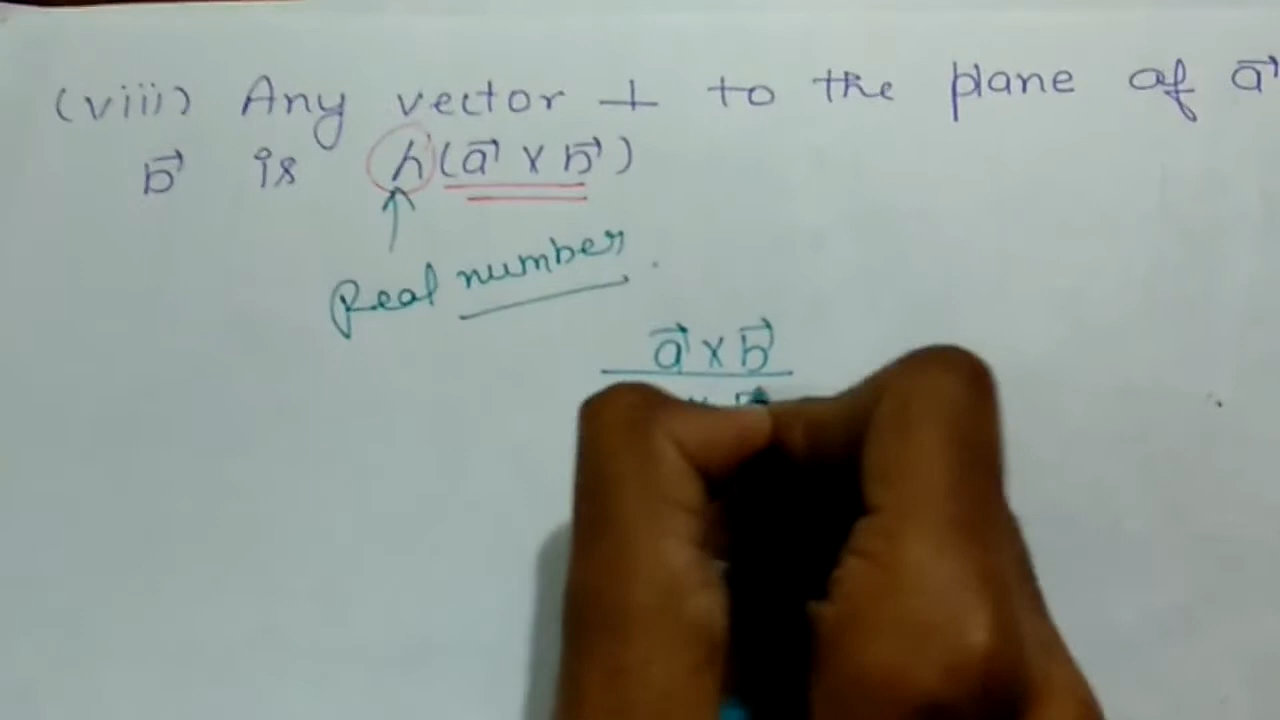 (viii) Any vector ⊥ to the plane of a⃗
b⃗ is λ(a⃗ × b⃗)
Real number.
a⃗ × b⃗